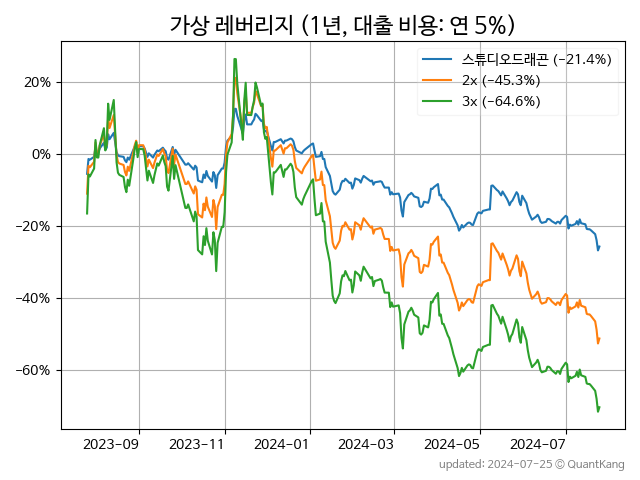 가상 레버리지 (1년, 대출 비용: 연 5%)
스튜디오드래곤 (−21.4%)
2x (−45.3%)
3x (−64.6%)
20%
0%
−20%
−40%
−60%
2023-09 2023-11 2024-01 2024-03 2024-05 2024-07
updated: 2024-07-25 © QuantKang